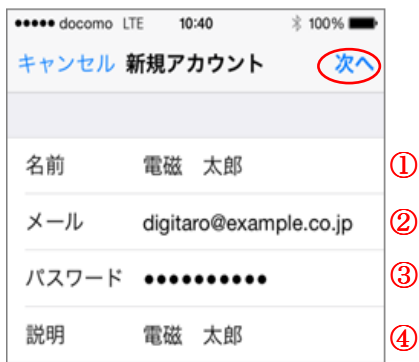 ●●●●● docomo LTE 10:40 100%
キャンセル 新規アカウント 次へ
名前 電磁 太郎 ①
メール digitaro@example.co.jp ②
パスワード ●●●●●●●●●● ③
説明 電磁 太郎 ④